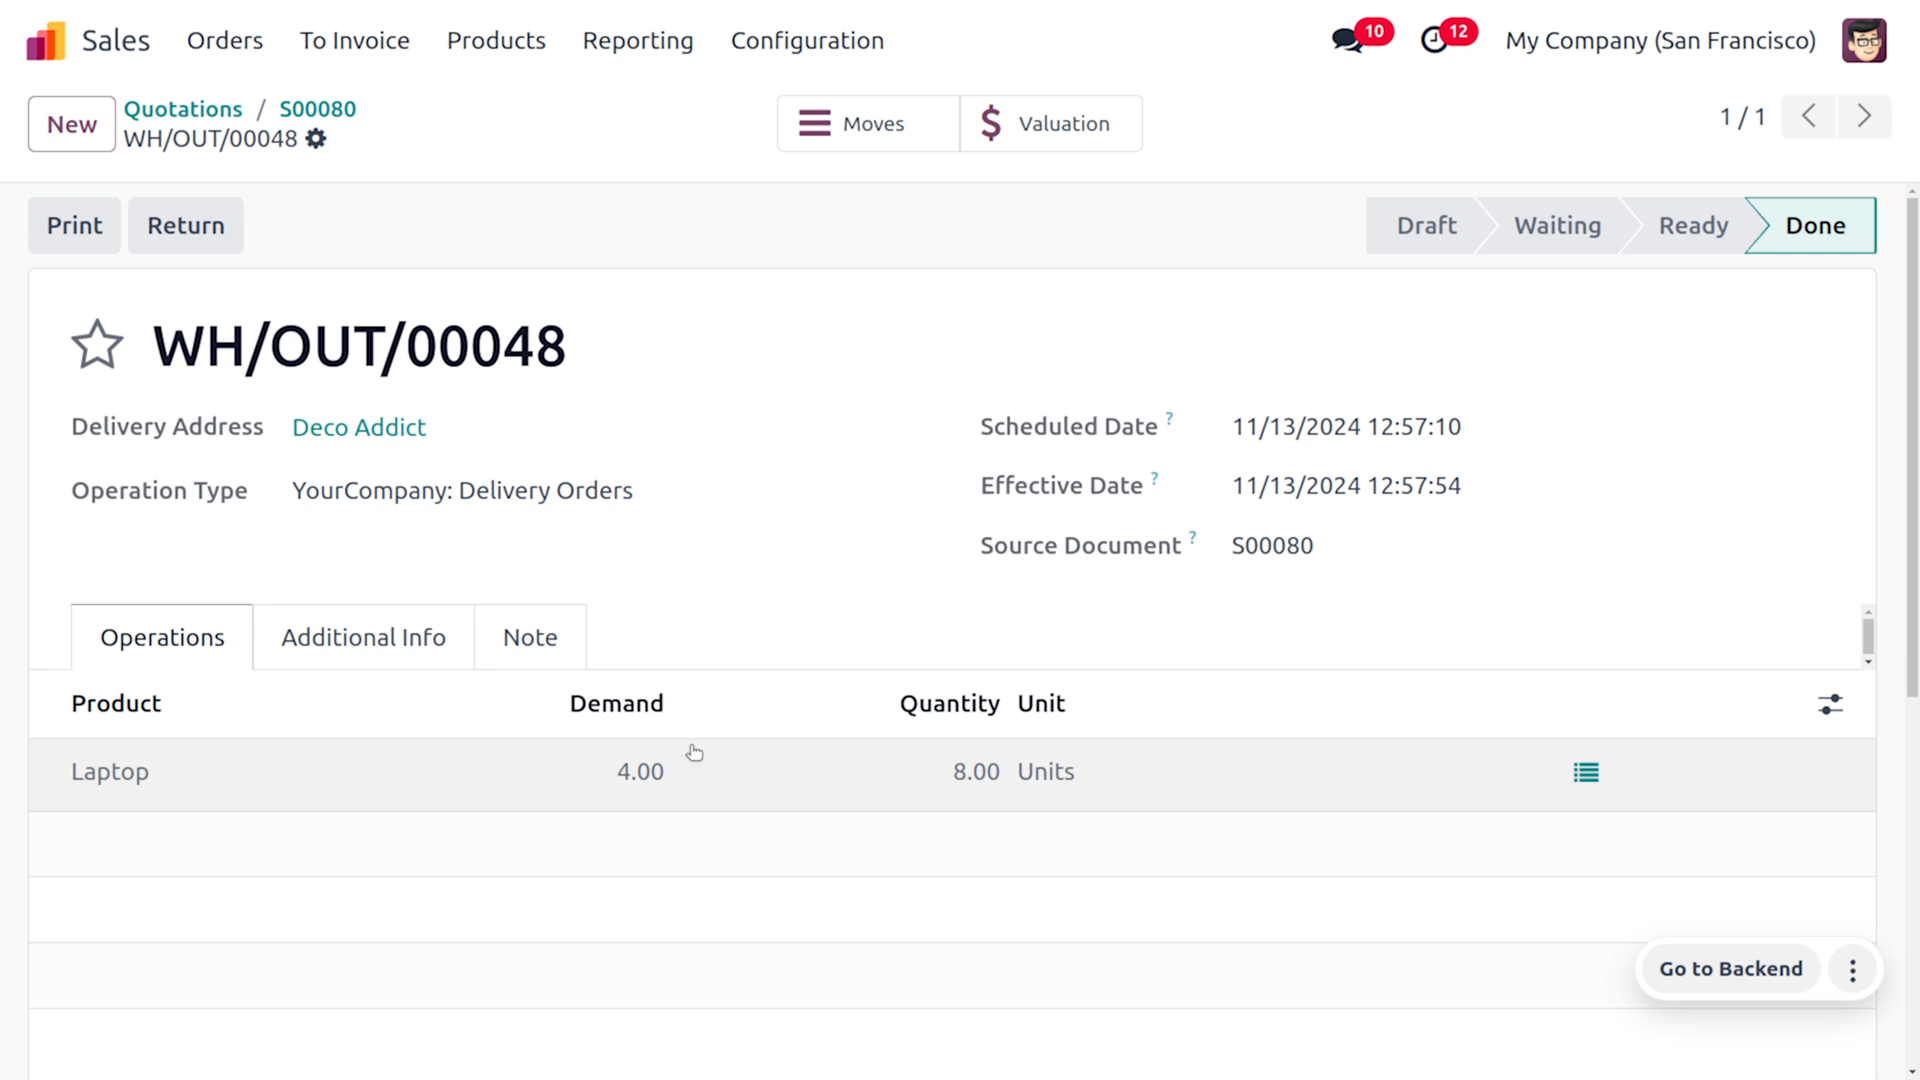 Sales Orders To Invoice Products Reporting Configuration 10 12 My Company (San Francisco)
New Quotations / S00080
WH/OUT/00048
Moves Valuation 1 / 1
Print Return Draft Waiting Ready Done
WH/OUT/00048
Delivery Address Deco Addict Scheduled Date ? 11/13/2024 12:57:10
Operation Type YourCompany: Delivery Orders Effective Date ? 11/13/2024 12:57:54
Source Document ? S00080
Operations Additional Info Note
Product Demand Quantity Unit
Laptop 4.00 8.00 Units
Go to Backend